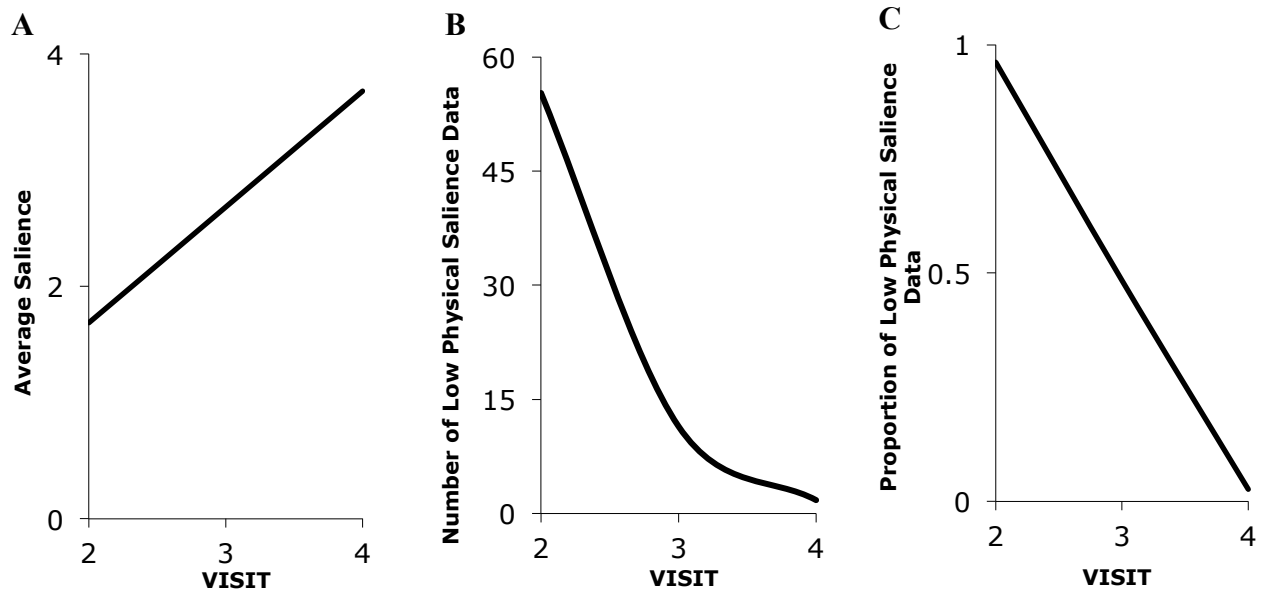 A
4
2
0
Average Salience
2
3
4
VISIT
B
60
45
30
15
0
Number of Low Physical Salience Data
2
3
4
VISIT
C
1
0.5
0
Proportion of Low Physical Salience
Data
2
3
4
VISIT